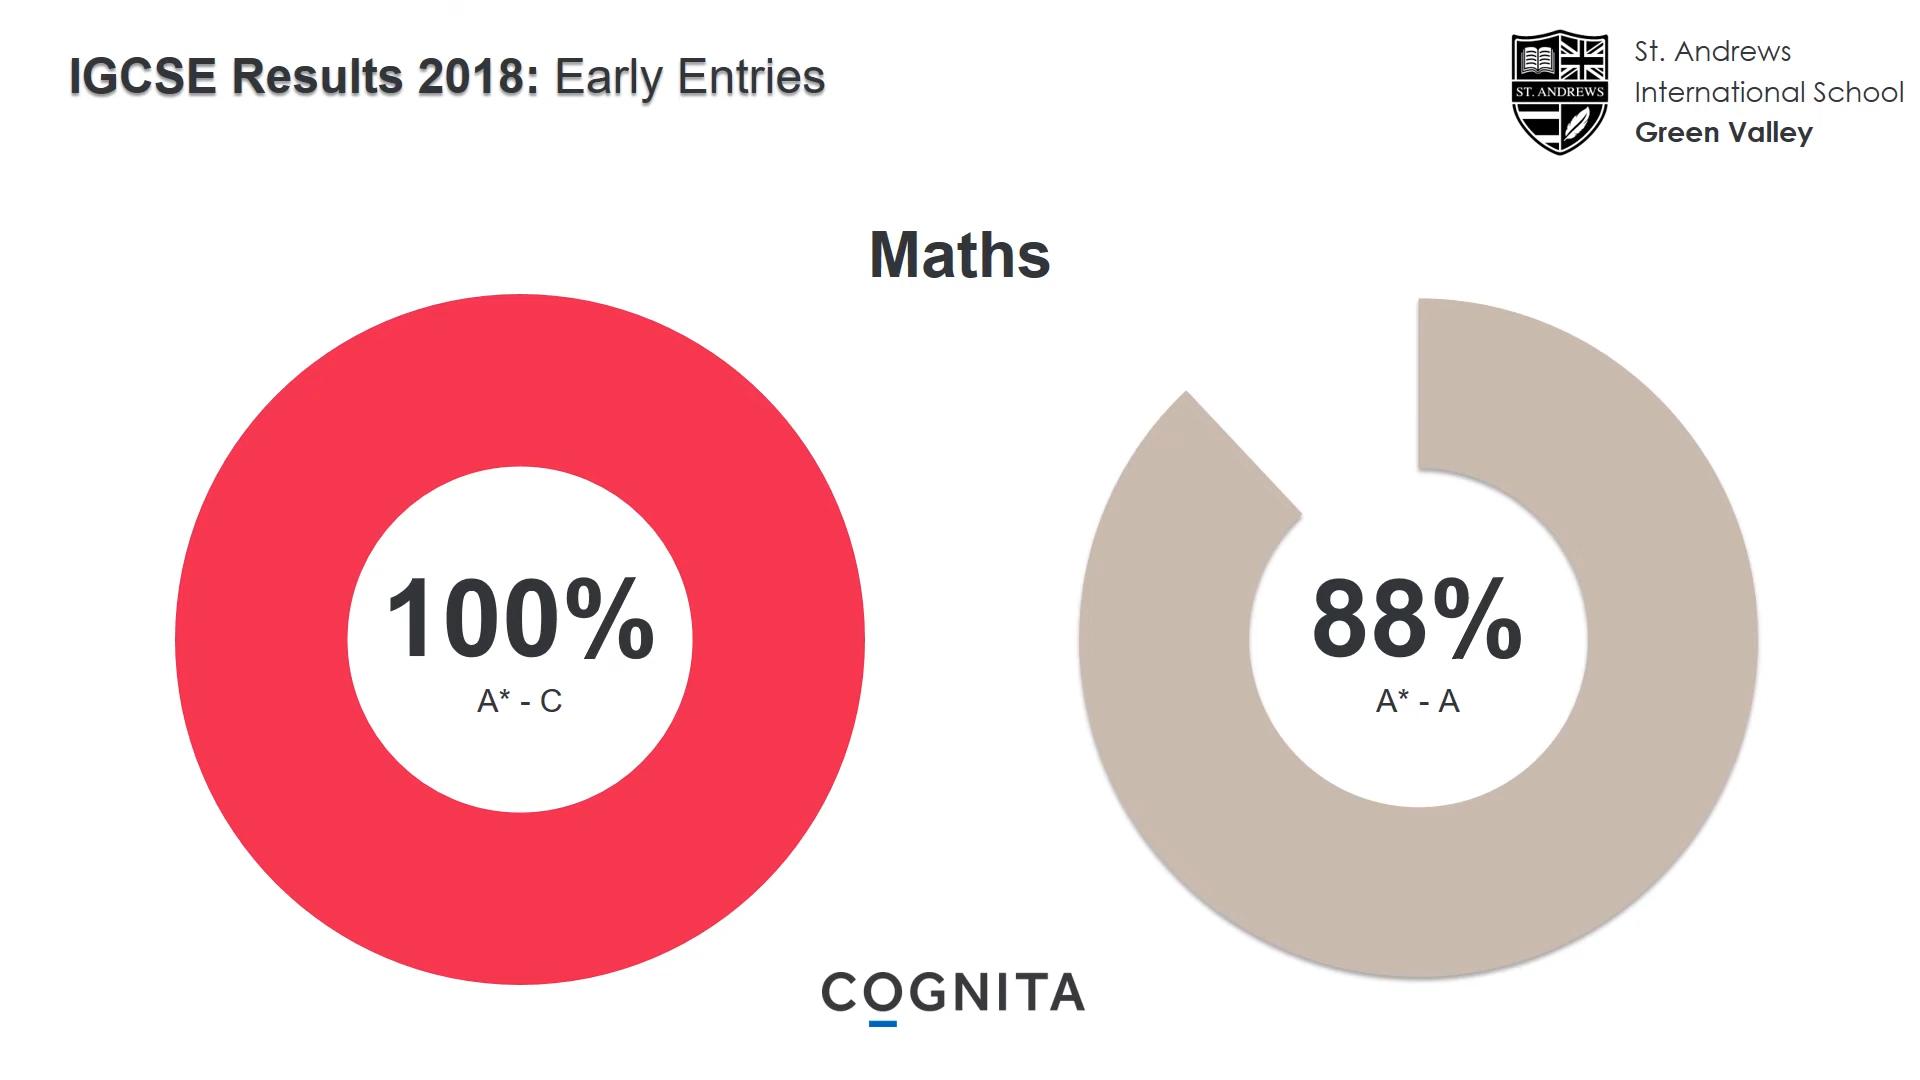 IGCSE Results 2018: Early Entries
St. Andrews
International School
Green Valley
ST. ANDREWS
Maths
100%
A* - C
88%
A* - A
COGNITA